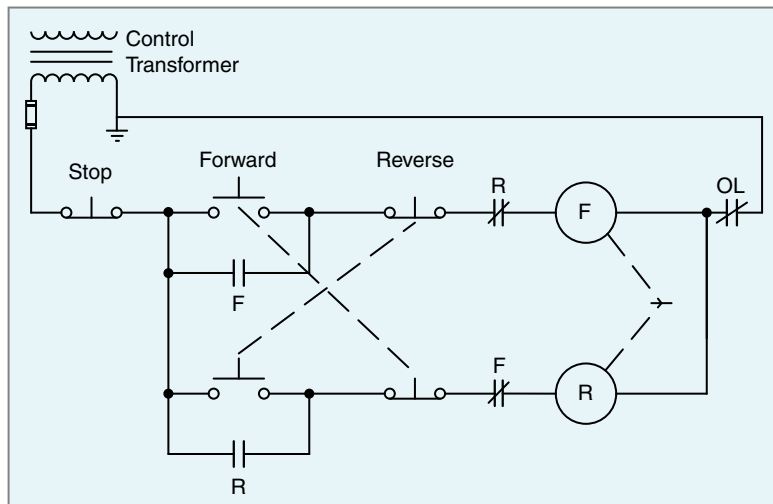 Control
Transformer
Forward
Reverse
Stop
R
OL
F
F
F
R
R